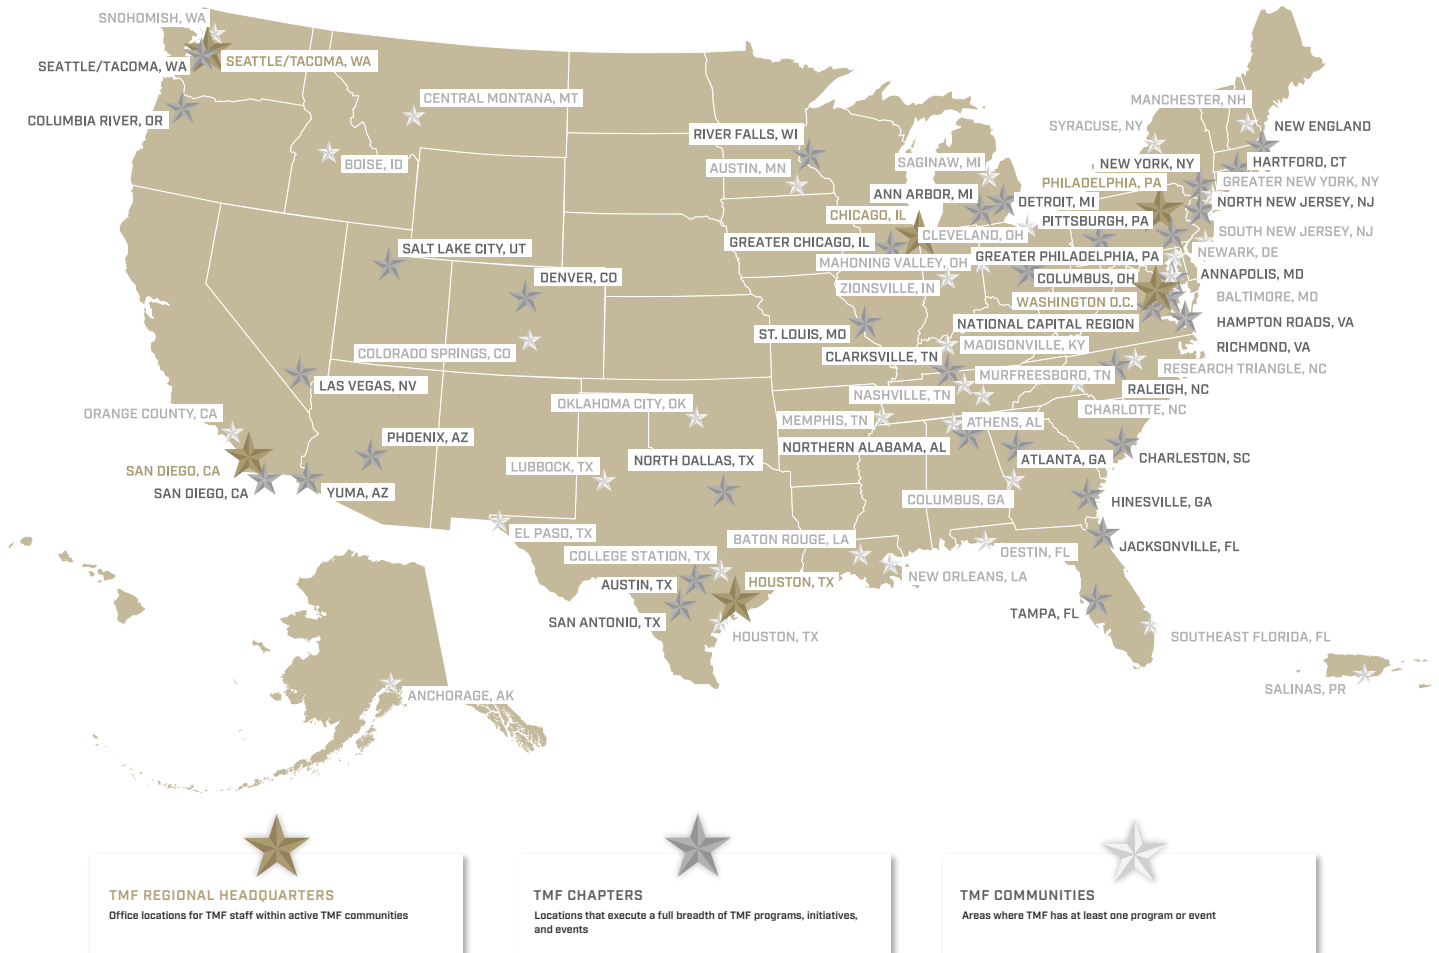 SNOHOMISH, WA
SEATTLE/TACOMA, WA
SEATTLE/TACOMA, WA
CENTRAL MONTANA, MT
COLUMBIA RIVER, OR
BOISE, ID
RIVER FALLS, WI
AUSTIN, MN
SAGINAW, MI
MANCHESTER, NH
SYRACUSE, NY
NEW ENGLAND
NEW YORK, NY
HARTFORD, CT
PHILADELPHIA, PA
GREATER NEW YORK, NY
ANN ARBOR, MI
DETROIT, MI
NORTH NEW JERSEY, NJ
CHICAGO, IL
PITTSBURGH, PA
CLEVELAND, OH
SOUTH NEW JERSEY, NJ
GREATER CHICAGO, IL
MAHONING VALLEY, OH
GREATER PHILADELPHIA, PA
NEWARK, DE
SALT LAKE CITY, UT
DENVER, CO
ZIONSVILLE, IN
COLUMBUS, OH
ANNAPOLIS, MD
WASHINGTON D.C.
BALTIMORE, MD
ST. LOUIS, MO
NATIONAL CAPITAL REGION
HAMPTON ROADS, VA
COLORADO SPRINGS, CO
CLARKSVILLE, TN
MADISONVILLE, KY
RICHMOND, VA
LAS VEGAS, NV
MURFREESBORO, TN
RESEARCH TRIANGLE, NC
NASHVILLE, TN
RALEIGH, NC
ORANGE COUNTY, CA
OKLAHOMA CITY, OK
MEMPHIS, TN
ATHENS, AL
CHARLOTTE, NC
PHOENIX, AZ
NORTHERN ALABAMA, AL
SAN DIEGO, CA
LUBBOCK, TX
NORTH DALLAS, TX
ATLANTA, GA
CHARLESTON, SC
SAN DIEGO, CA
YUMA, AZ
COLUMBUS, GA
HINESVILLE, GA
EL PASO, TX
BATON ROUGE, LA
DESTIN, FL
JACKSONVILLE, FL
COLLEGE STATION, TX
NEW ORLEANS, LA
AUSTIN, TX
HOUSTON, TX
SAN ANTONIO, TX
HOUSTON, TX
TAMPA, FL
SOUTHEAST FLORIDA, FL
ANCHORAGE, AK
SALINAS, PR
TMF REGIONAL HEADQUARTERS
Office locations for TMF staff within active TMF communities
TMF CHAPTERS
Locations that execute a full breadth of TMF programs, initiatives,
and events
TMF COMMUNITIES
Areas where TMF has at least one program or event